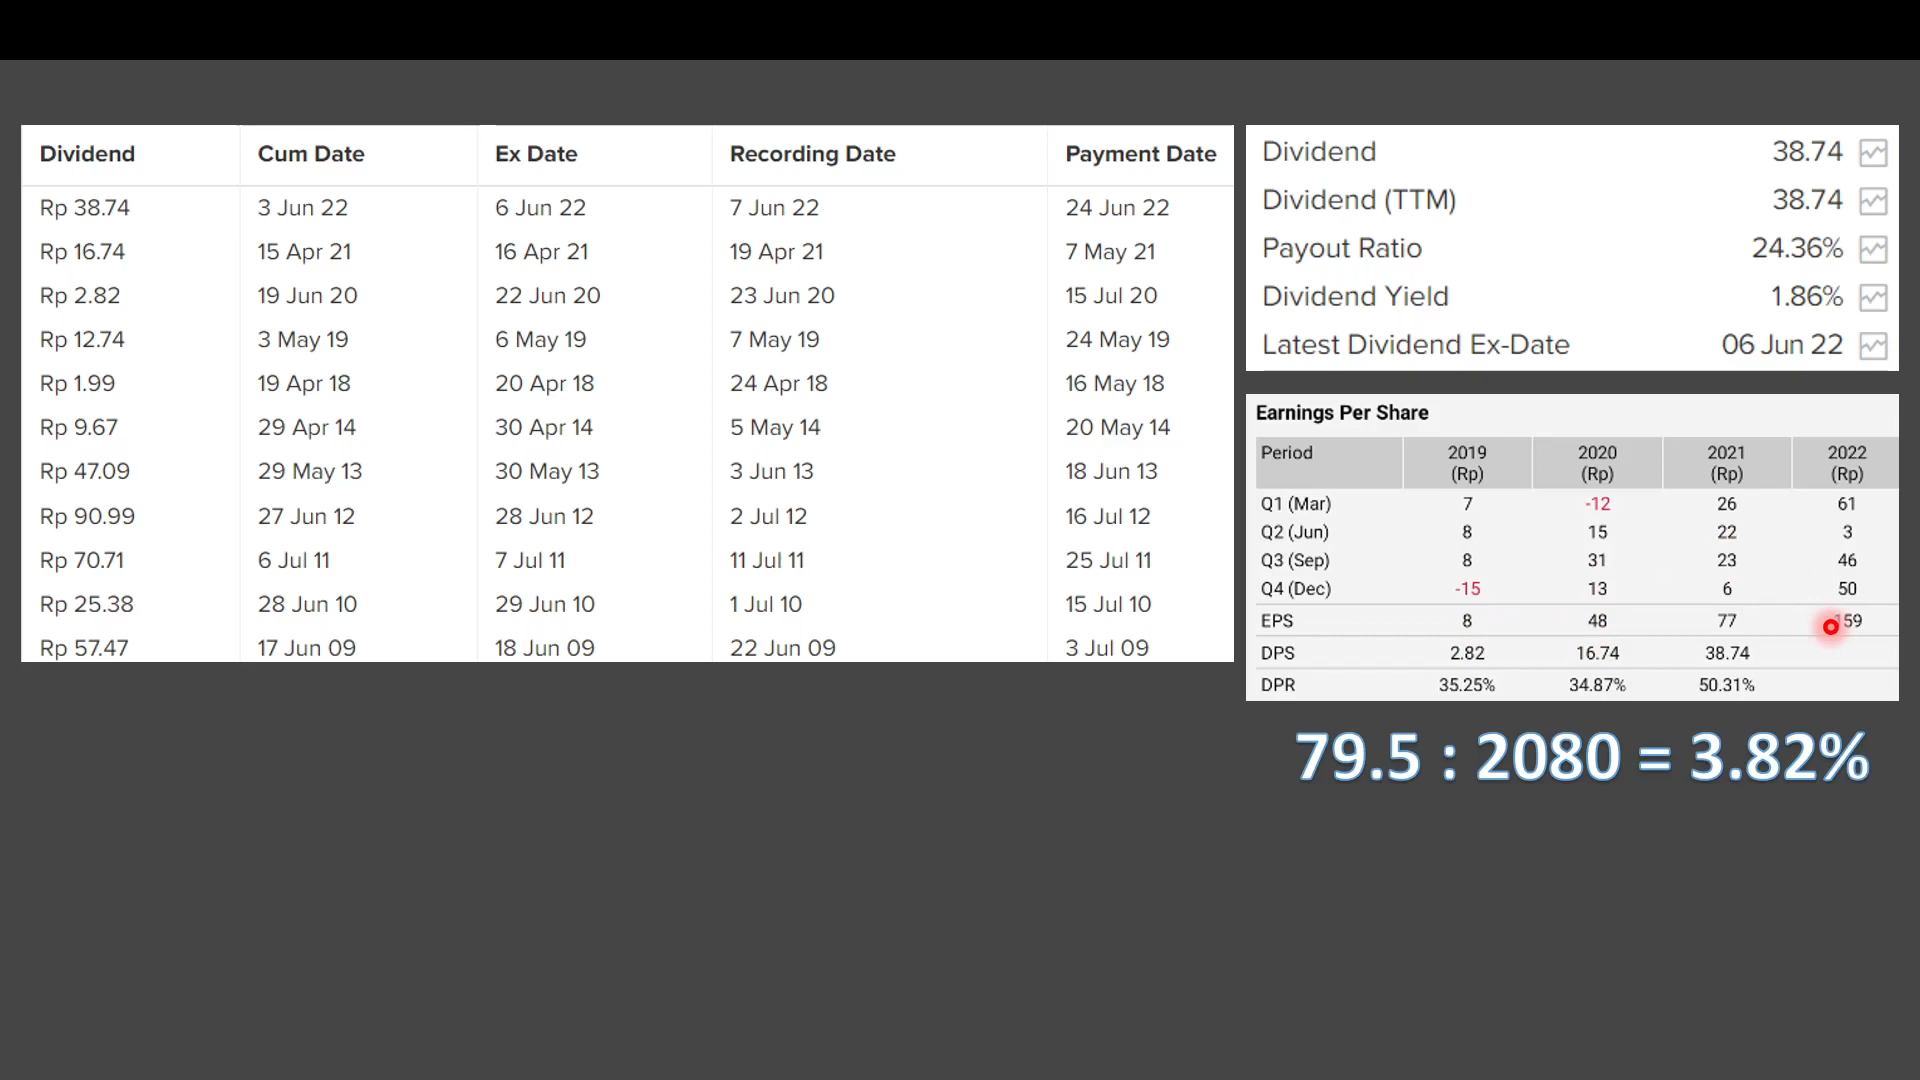 Dividend Cum Date Ex Date Recording Date Payment Date
Rp 38.74 3 Jun 22 6 Jun 22 7 Jun 22 24 Jun 22
Rp 16.74 15 Apr 21 16 Apr 21 19 Apr 21 7 May 21
Rp 2.82 19 Jun 20 22 Jun 20 23 Jun 20 15 Jul 20
Rp 12.74 3 May 19 6 May 19 7 May 19 24 May 19
Rp 1.99 19 Apr 18 20 Apr 18 24 Apr 18 16 May 18
Rp 9.67 29 Apr 14 30 Apr 14 5 May 14 20 May 14
Rp 47.09 29 May 13 30 May 13 3 Jun 13 18 Jun 13
Rp 90.99 27 Jun 12 28 Jun 12 2 Jul 12 16 Jul 12
Rp 70.71 6 Jul 11 7 Jul 11 11 Jul 11 25 Jul 11
Rp 25.38 28 Jun 10 29 Jun 10 1 Jul 10 15 Jul 10
Rp 57.47 17 Jun 09 18 Jun 09 22 Jun 09 3 Jul 09
Dividend 38.74
Dividend (TTM) 38.74
Payout Ratio 24.36%
Dividend Yield 1.86%
Latest Dividend Ex-Date 06 Jun 22
Earnings Per Share
Period 2019 2020 2021 2022
(Rp) (Rp) (Rp) (Rp)
Q1 (Mar) 7 -12 26 61
Q2 (Jun) 8 15 22 3
Q3 (Sep) 8 31 23 46
Q4 (Dec) -15 13 6 50
EPS 8 48 77 159
DPS 2.82 16.74 38.74
DPR 35.25% 34.87% 50.31%
79.5 : 2080 = 3.82%